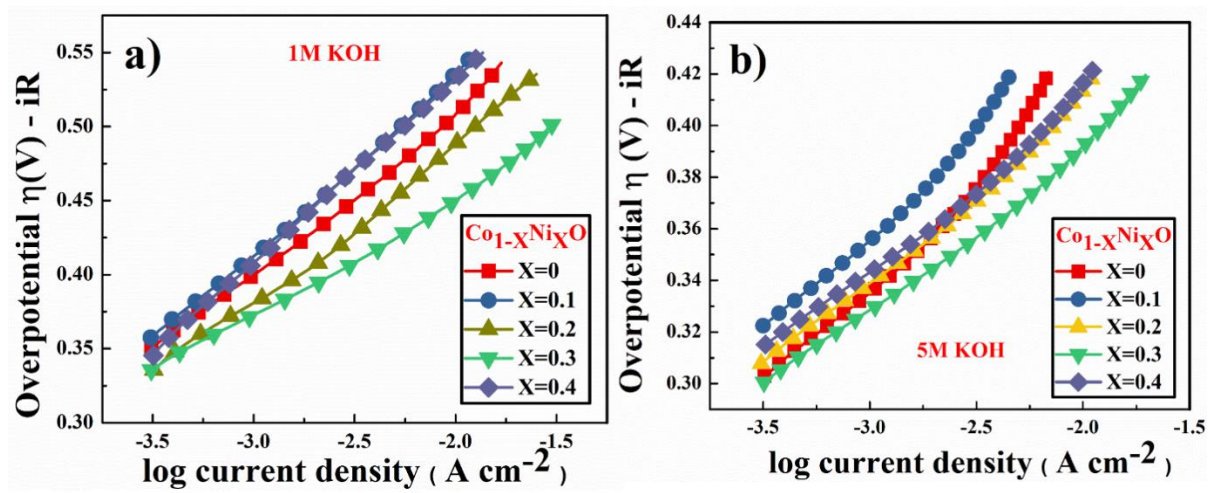 a)
1M KOH
Overpotential η(V) - iR
0.55
0.50
0.45
0.40
0.35
0.30
Co1-XNiXO
X=0
X=0.1
X=0.2
X=0.3
X=0.4
-3.5 -3.0 -2.5 -2.0 -1.5
log current density ( A cm-2)
b)
Overpotential η (V) - iR
0.44
0.42
0.40
0.38
0.36
0.34
0.32
0.30
Co1-XNiXO
X=0
X=0.1
X=0.2
X=0.3
X=0.4
5M KOH
-3.5 -3.0 -2.5 -2.0 -1.5
log current density ( A cm-2)